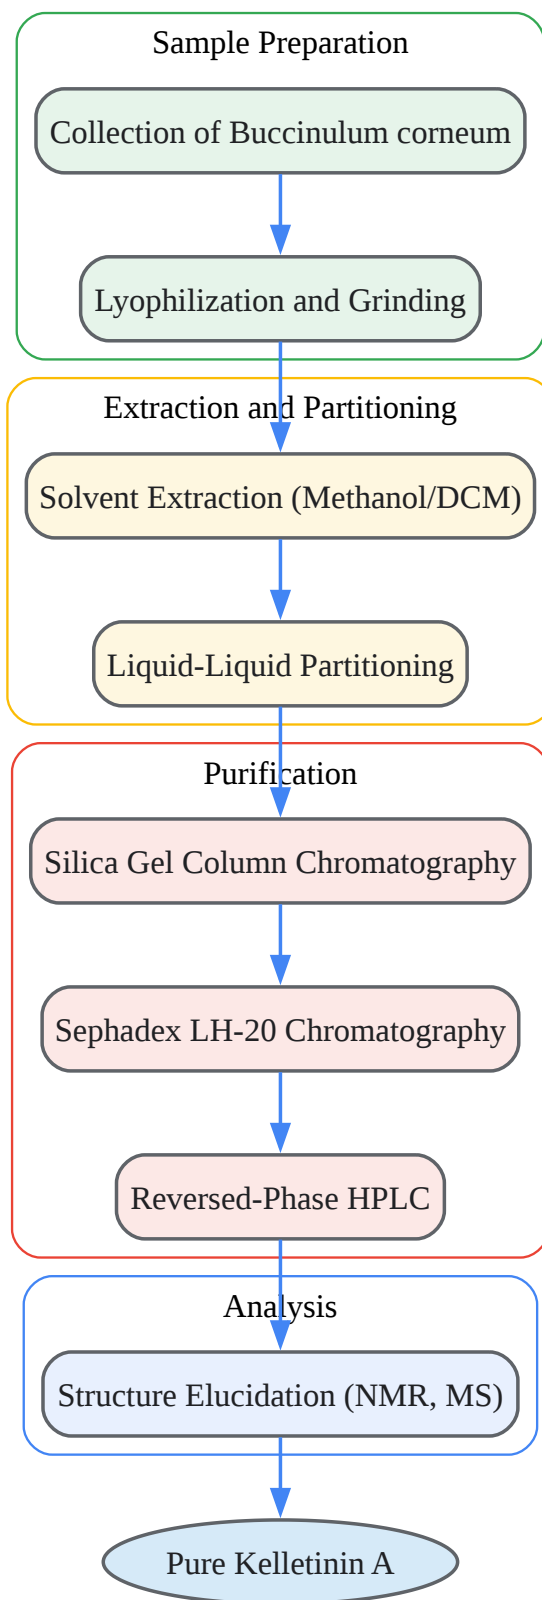 Sample Preparation
Collection of Buccinulum corneum
Lyophilization and Grinding
Extraction and Partitioning
Solvent Extraction (Methanol/DCM)
Liquid-Liquid Partitioning
Purification
Silica Gel Column Chromatography
Sephadex LH-20 Chromatography
Reversed-Phase HPLC
Analysis
Structure Elucidation (NMR, MS)
Pure Kelletinin A